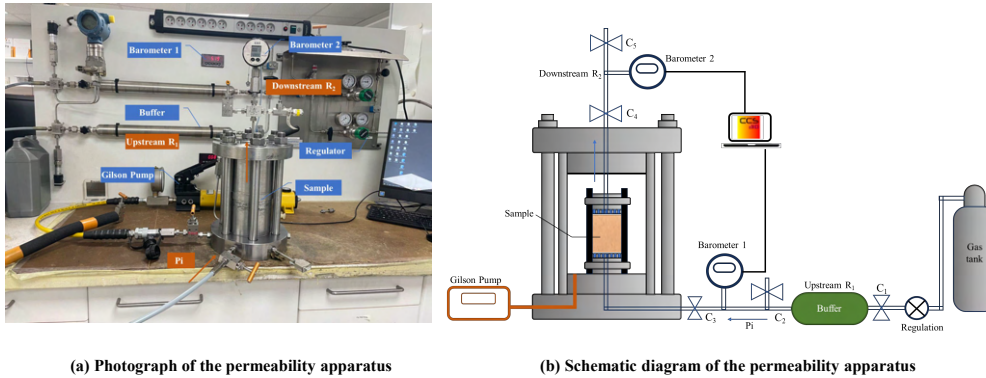 Barometer 1
Barometer 2
Downstream R2
Buffer
Upstream R1
Regulator
Gilson Pump
Sample
Pi
(a) Photograph of the permeability apparatus
C5
Barometer 2
Downstream R2
C4
CCS
Sample
Barometer 1
Gas
tank
Gilson Pump
Upstream R1
C1
Buffer
C3
C2
Pi
Regulation
(b) Schematic diagram of the permeability apparatus